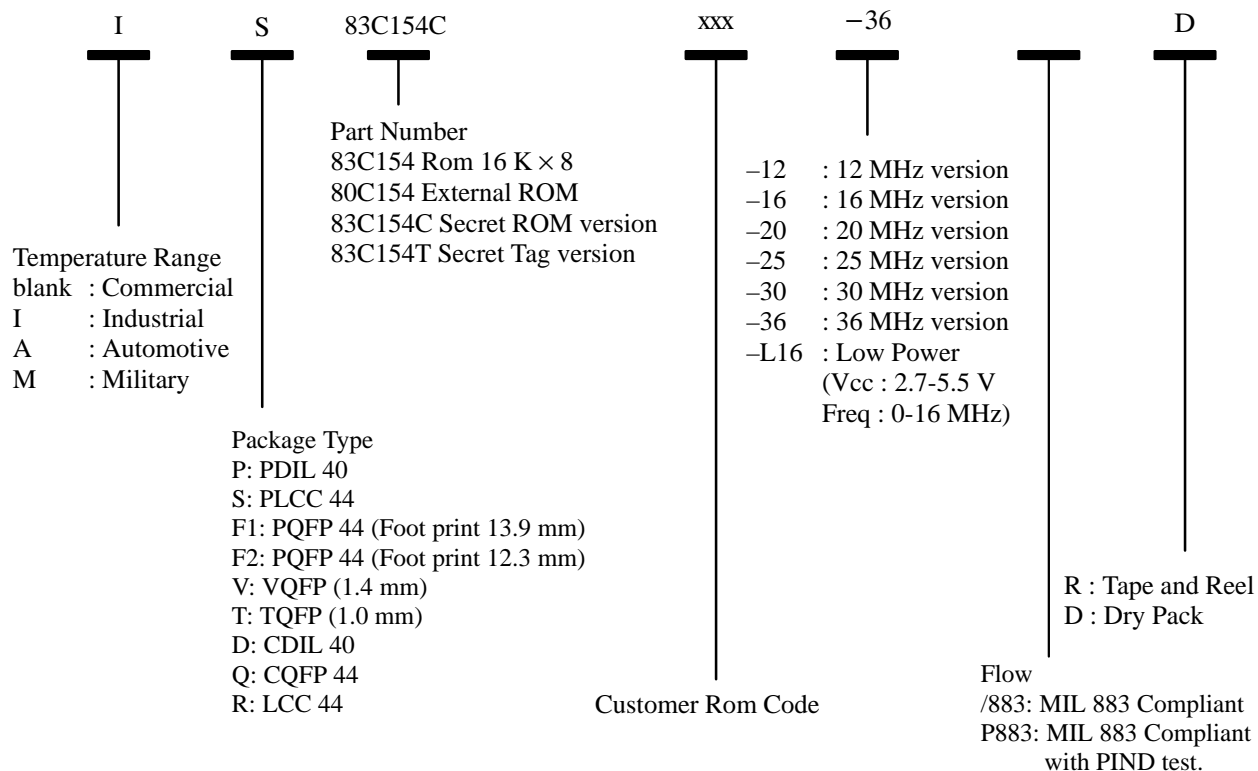 I S 83C154C xxx −36 D
Part Number
83C154 Rom 16 K × 8
80C154 External ROM
83C154C Secret ROM version
83C154T Secret Tag version
–12 : 12 MHz version
–16 : 16 MHz version
–20 : 20 MHz version
–25 : 25 MHz version
–30 : 30 MHz version
–36 : 36 MHz version
–L16 : Low Power
(Vcc : 2.7-5.5 V
Freq : 0-16 MHz)
Temperature Range
blank : Commercial
I : Industrial
A : Automotive
M : Military
Package Type
P: PDIL 40
S: PLCC 44
F1: PQFP 44 (Foot print 13.9 mm)
F2: PQFP 44 (Foot print 12.3 mm)
V: VQFP (1.4 mm)
T: TQFP (1.0 mm)
D: CDIL 40
Q: CQFP 44
R: LCC 44
Customer Rom Code
R : Tape and Reel
D : Dry Pack
Flow
/883: MIL 883 Compliant
P883: MIL 883 Compliant
with PIND test.